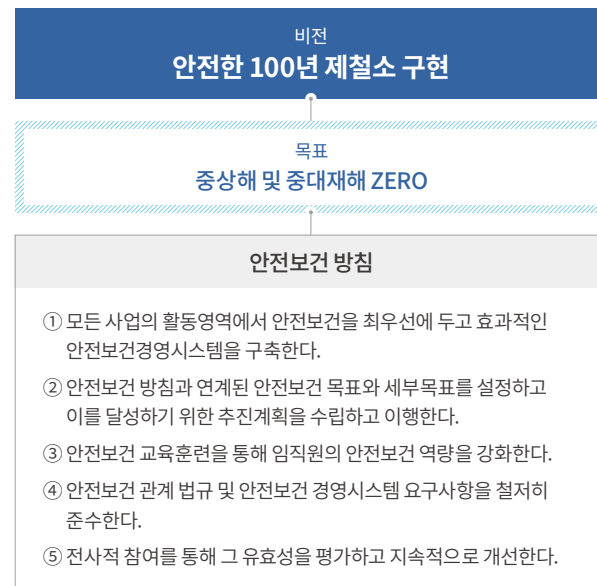 비전
안전한 100년 제철소 구현
목표
중상해 및 중대재해 ZERO
안전보건 방침
① 모든 사업의 활동영역에서 안전보건을 최우선에 두고 효과적인
안전보건경영시스템을 구축한다.
② 안전보건 방침과 연계된 안전보건 목표와 세부목표를 설정하고
이를 달성하기 위한 추진계획을 수립하고 이행한다.
③ 안전보건 교육훈련을 통해 임직원의 안전보건 역량을 강화한다.
④ 안전보건 관계 법규 및 안전보건 경영시스템 요구사항을 철저히
준수한다.
⑤ 전사적 참여를 통해 그 유효성을 평가하고 지속적으로 개선한다.